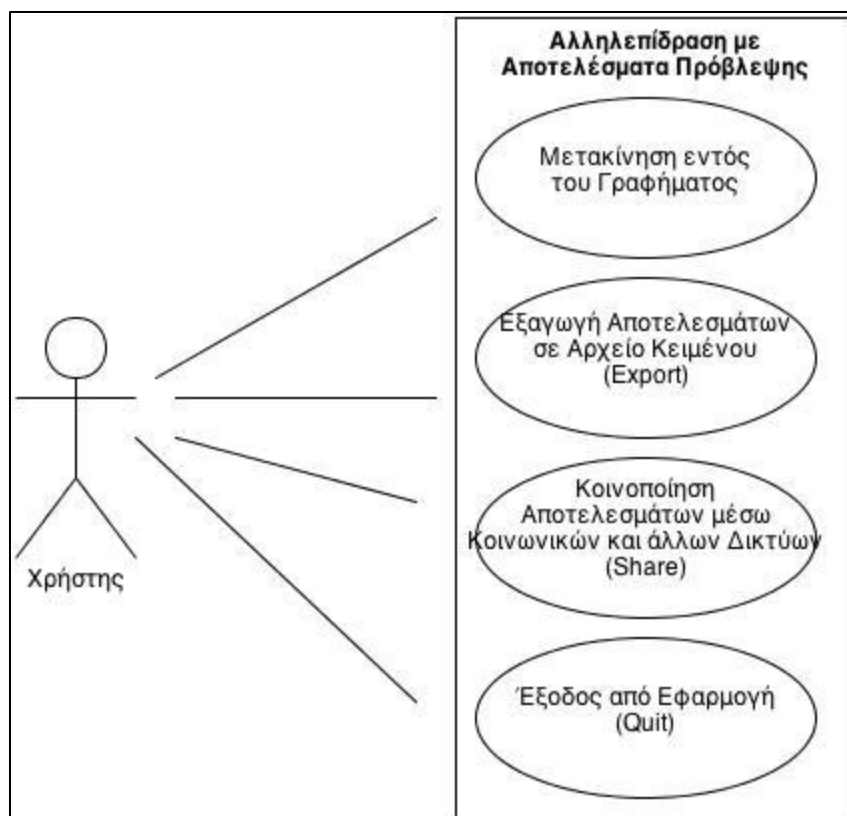 Αλληλεπίδραση με
Αποτελέσματα Πρόβλεψης
Μετακίνηση εντός
του Γραφήματος
Εξαγωγή Αποτελεσμάτων
σε Αρχείο Κειμένου
(Export)
Κοινοποίηση
Αποτελεσμάτων μέσω
Κοινωνικών και άλλων Δικτύων
(Share)
Χρήστης
Έξοδος από Εφαρμογή
(Quit)